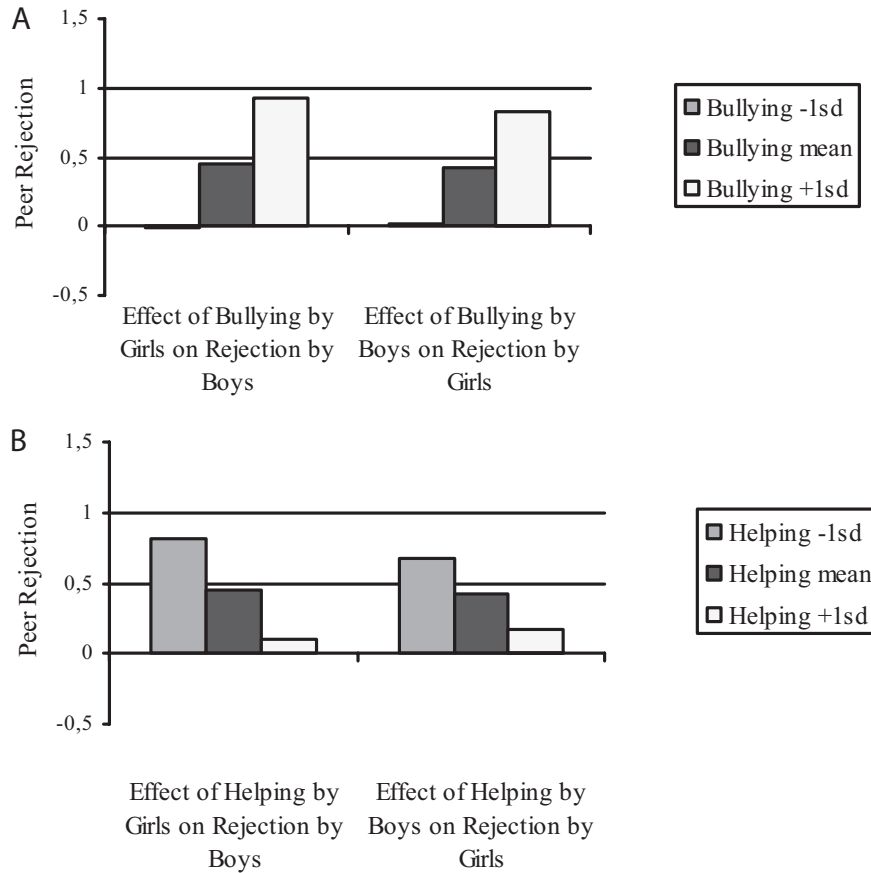 A
1,5
1
0,5
0
-0,5
Peer Rejection
Effect of Bullying by
Girls on Rejection by
Boys
Effect of Bullying by
Boys on Rejection by
Girls
Bullying -1sd
Bullying mean
Bullying +1sd
B
1,5
1
0,5
0
-0,5
Peer Rejection
Effect of Helping by
Girls on Rejection by
Boys
Effect of Helping by
Boys on Rejection by
Girls
Helping -1sd
Helping mean
Helping +1sd